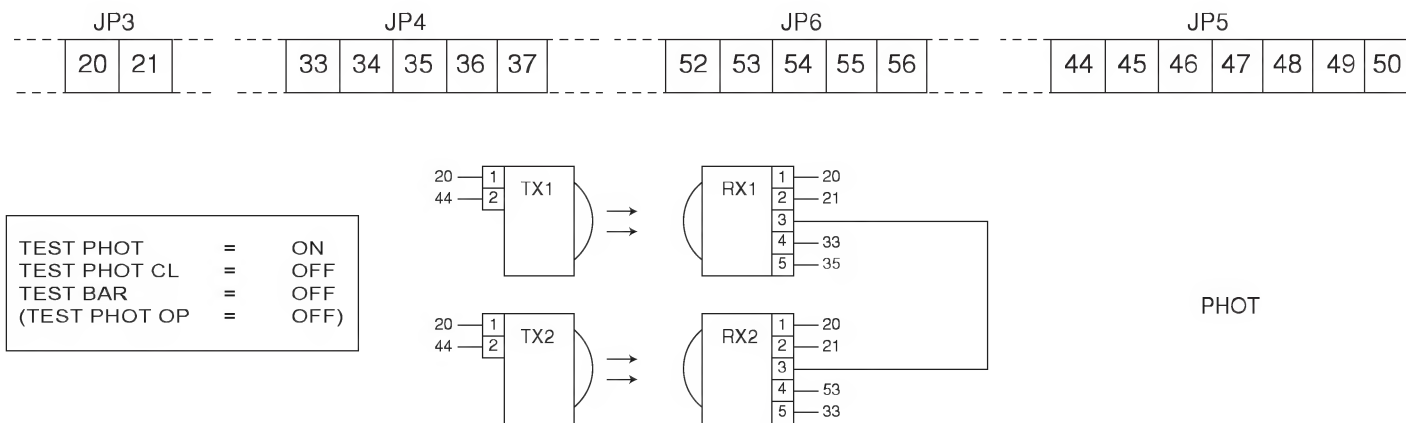 JP3 JP4 JP6 JP5
20 21 33 34 35 36 37 52 53 54 55 56 44 45 46 47 48 49 50
20 1 TX1 RX1 1 20
44 2 2 21
3
4 33
5 35
TEST PHOT = ON
TEST PHOT CL = OFF
TEST BAR = OFF
(TEST PHOT OP = OFF)
PHOT
20 1 TX2 RX2 1 20
44 2 2 21
3
4 53
5 33